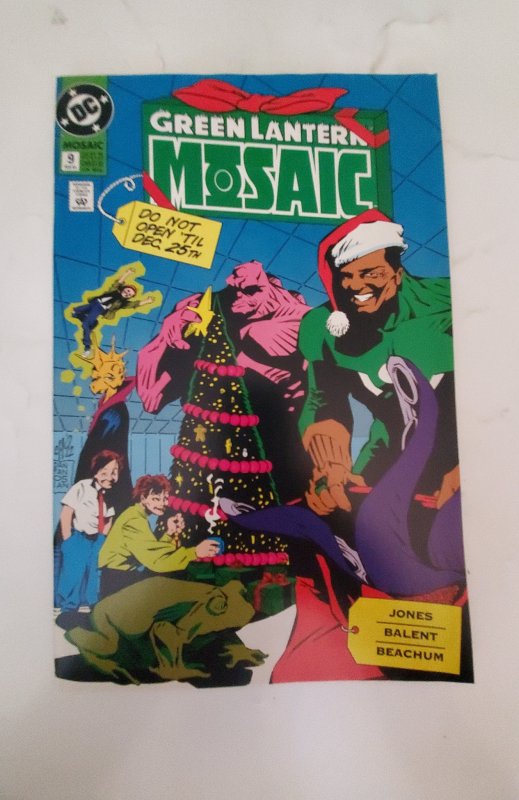 DC
MOSAIC
9
GREEN LANTERN
MOSAIC
DO NOT
OPEN 'TIL
DEC. 25TH
JONES
BALENT
BEACHUM